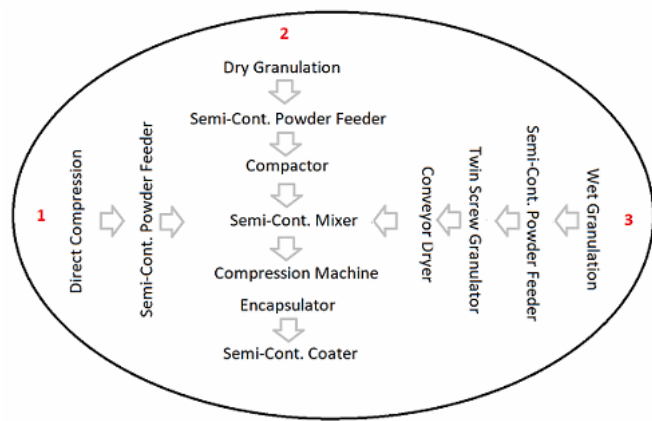 2
Dry Granulation
Semi-Cont. Powder Feeder
Compactor
Semi-Cont. Mixer
Compression Machine
Encapsulator
Semi-Cont. Coater
1
Direct Compression
Semi-Cont. Powder Feeder
3
Wet Granulation
Semi-Cont. Powder Feeder
Twin Screw Granulator
Conveyor Dryer